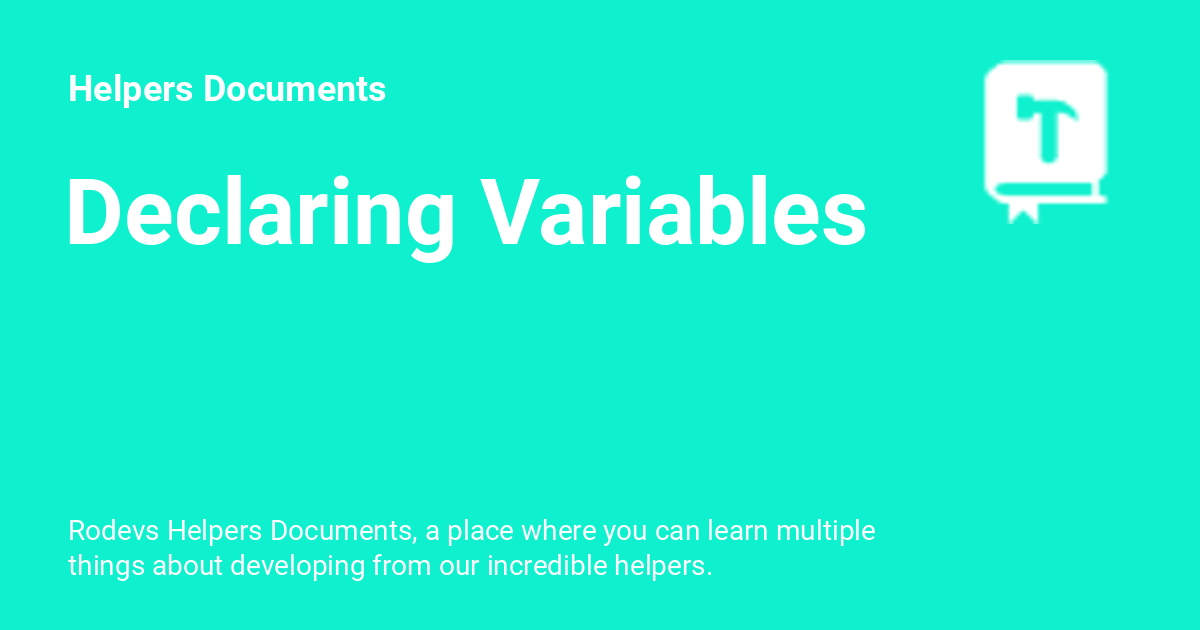 Helpers Documents
Declaring Variables
Rodevs Helpers Documents, a place where you can learn multiple
things about developing from our incredible helpers.